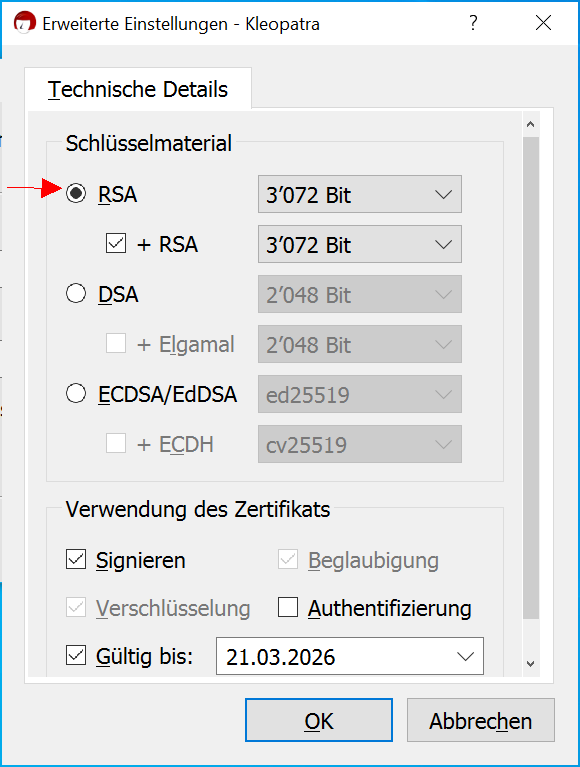 Erweiterte Einstellungen - Kleopatra ?
Technische Details
Schlüsselmaterial
RSA 3’072 Bit
+ RSA 3’072 Bit
DSA 2’048 Bit
+ Elgamal 2’048 Bit
ECDSA/EdDSA ed25519
+ ECDH cv25519
Verwendung des Zertifikats
Signieren Beglaubigung
Verschlüsselung Authentifizierung
Gültig bis: 21.03.2026
OK Abbrechen